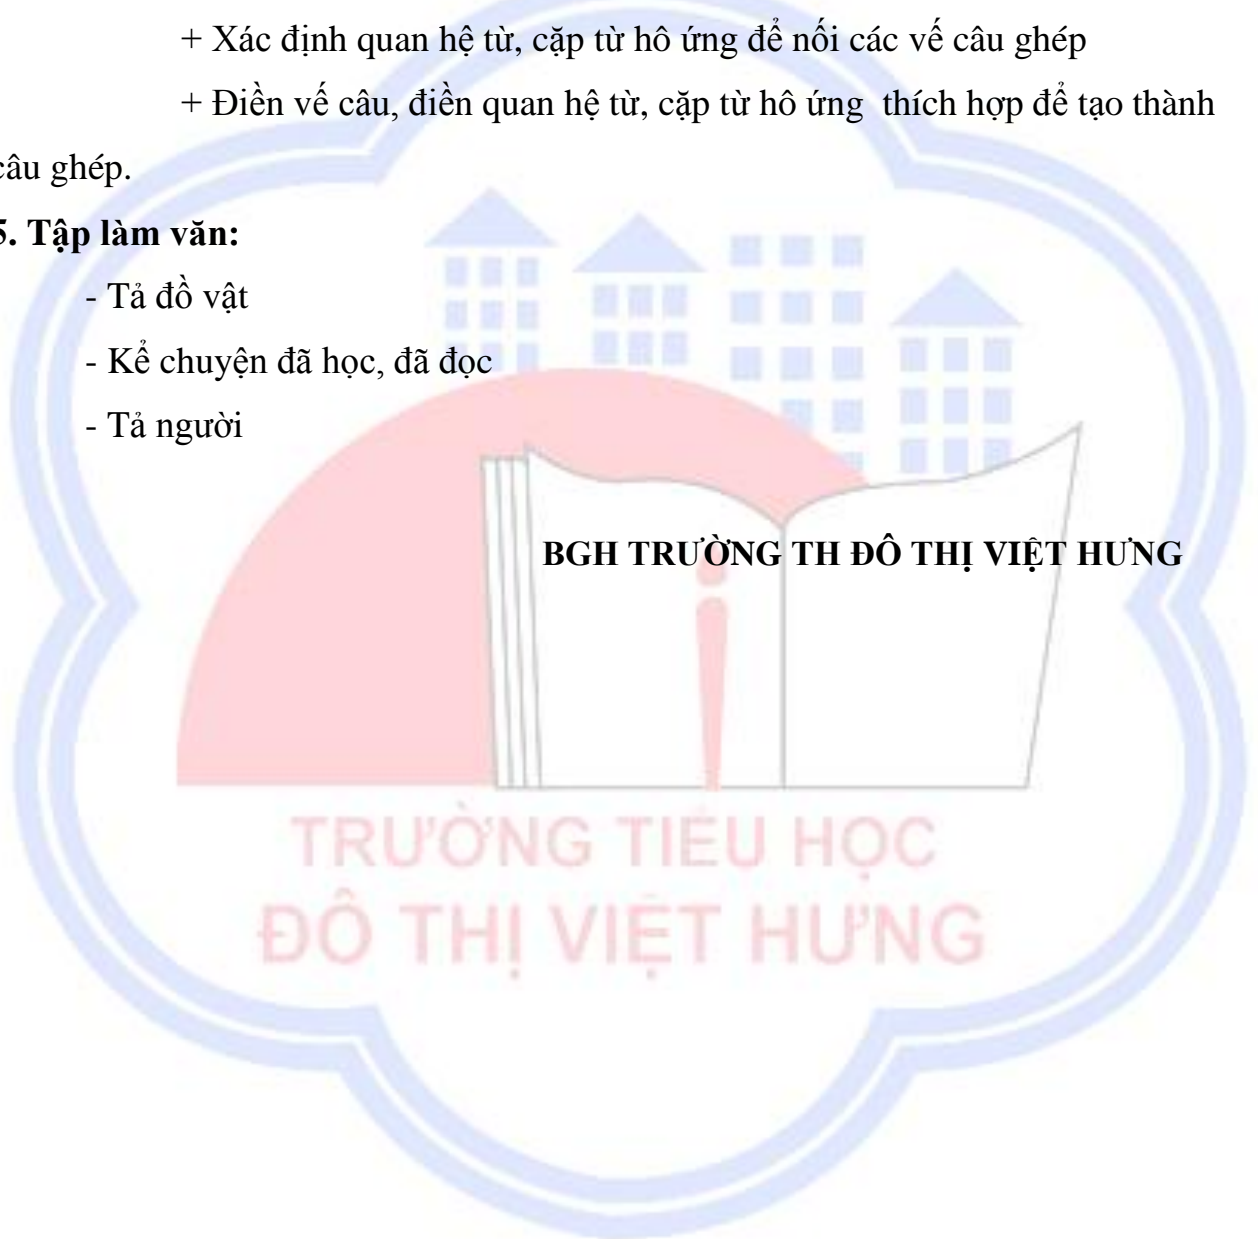 + Xác định quan hệ từ, cặp từ hô ứng để nối các vế câu ghép
+ Điền vế câu, điền quan hệ từ, cặp từ hô ứng thích hợp để tạo thành
câu ghép.
5. Tập làm văn:
- Tả đồ vật
- Kể chuyện đã học, đã đọc
- Tả người
BGH TRƯỜNG TH ĐÔ THỊ VIỆT HƯNG
TRƯỜNG TIỂU HỌC
ĐÔ THỊ VIỆT HƯNG